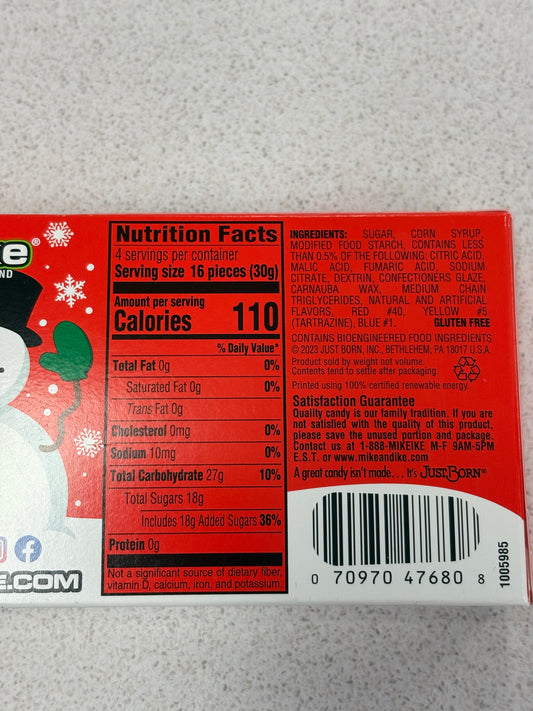 ke®
ND
Nutrition Facts
4 servings per container
Serving size 16 pieces (30g)
Amount per serving
Calories 110
% Daily Value*
Total Fat 0g 0%
Saturated Fat 0g 0%
Trans Fat 0g
Cholesterol 0mg 0%
Sodium 10mg 0%
Total Carbohydrate 27g 10%
Total Sugars 18g
Includes 18g Added Sugars 36%
Protein 0g
Not a significant source of dietary fiber,
vitamin D, calcium, iron, and potassium.
E.COM
INGREDIENTS: SUGAR, CORN SYRUP,
MODIFIED FOOD STARCH, CONTAINS LESS
THAN 0.5% OF THE FOLLOWING: CITRIC ACID,
MALIC ACID, FUMARIC ACID, SODIUM
CITRATE, DEXTRIN, CONFECTIONERS GLAZE,
CARNAUBA WAX, MEDIUM CHAIN
TRIGLYCERIDES, NATURAL AND ARTIFICIAL
FLAVORS, RED #40, YELLOW #5
(TARTRAZINE), BLUE #1. GLUTEN FREE
CONTAINS BIOENGINEERED FOOD INGREDIENTS
© 2023 JUST BORN, INC., BETHLEHEM, PA 18017 U.S.A.
Product sold by weight not volume.
Contents tend to settle after packaging.
Printed using 100% certified renewable energy.
Satisfaction Guarantee
Quality candy is our family tradition. If you are
not satisfied with the quality of this product,
please save the unused portion and package.
Contact us at 1-888-MIKEIKE M-F 9AM-5PM
E.S.T. or www.mikeandike.com
A great candy isn't made... It's JUST BORN®
0 70970 47680 8
1005985